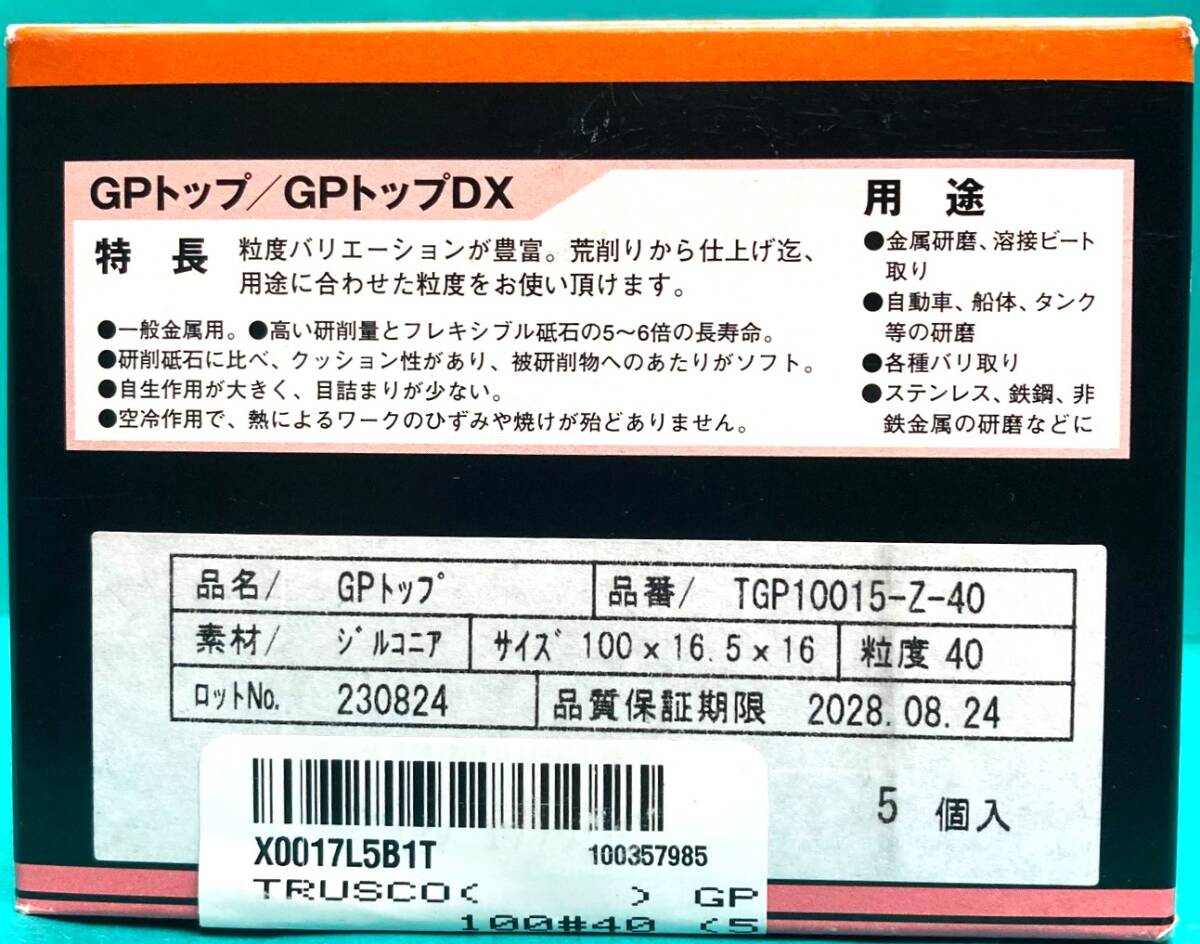 GPトップ/GPトップDX
特長 粒度バリエーションが豊富。荒削りから仕上げ迄、
用途に合わせた粒度をお使い頂けます。
●一般金属用。●高い研削量とフレキシブル砥石の5〜6倍の長寿命。
●研削砥石に比べ、クッション性があり、被研削物へのあたりがソフト。
●自生作用が大きく、目詰まりが少ない。
●空冷作用で、熱によるワークのひずみや焼けが殆どありません。
用途
●金属研磨、溶接ビート
取り
●自動車、船体、タンク
等の研磨
●各種バリ取り
●ステンレス、鉄鋼、非
鉄金属の研磨などに
品名/ GPトップ 品番/ TGP10015-Z-40
素材/ ジルコニア サイズ 100×16.5×16 粒度 40
ロットNo. 230824 品質保証期限 2028.08.24
5 個入
X0017L5B1T 100357985
TRUSCO( ) GP
100#40 (5